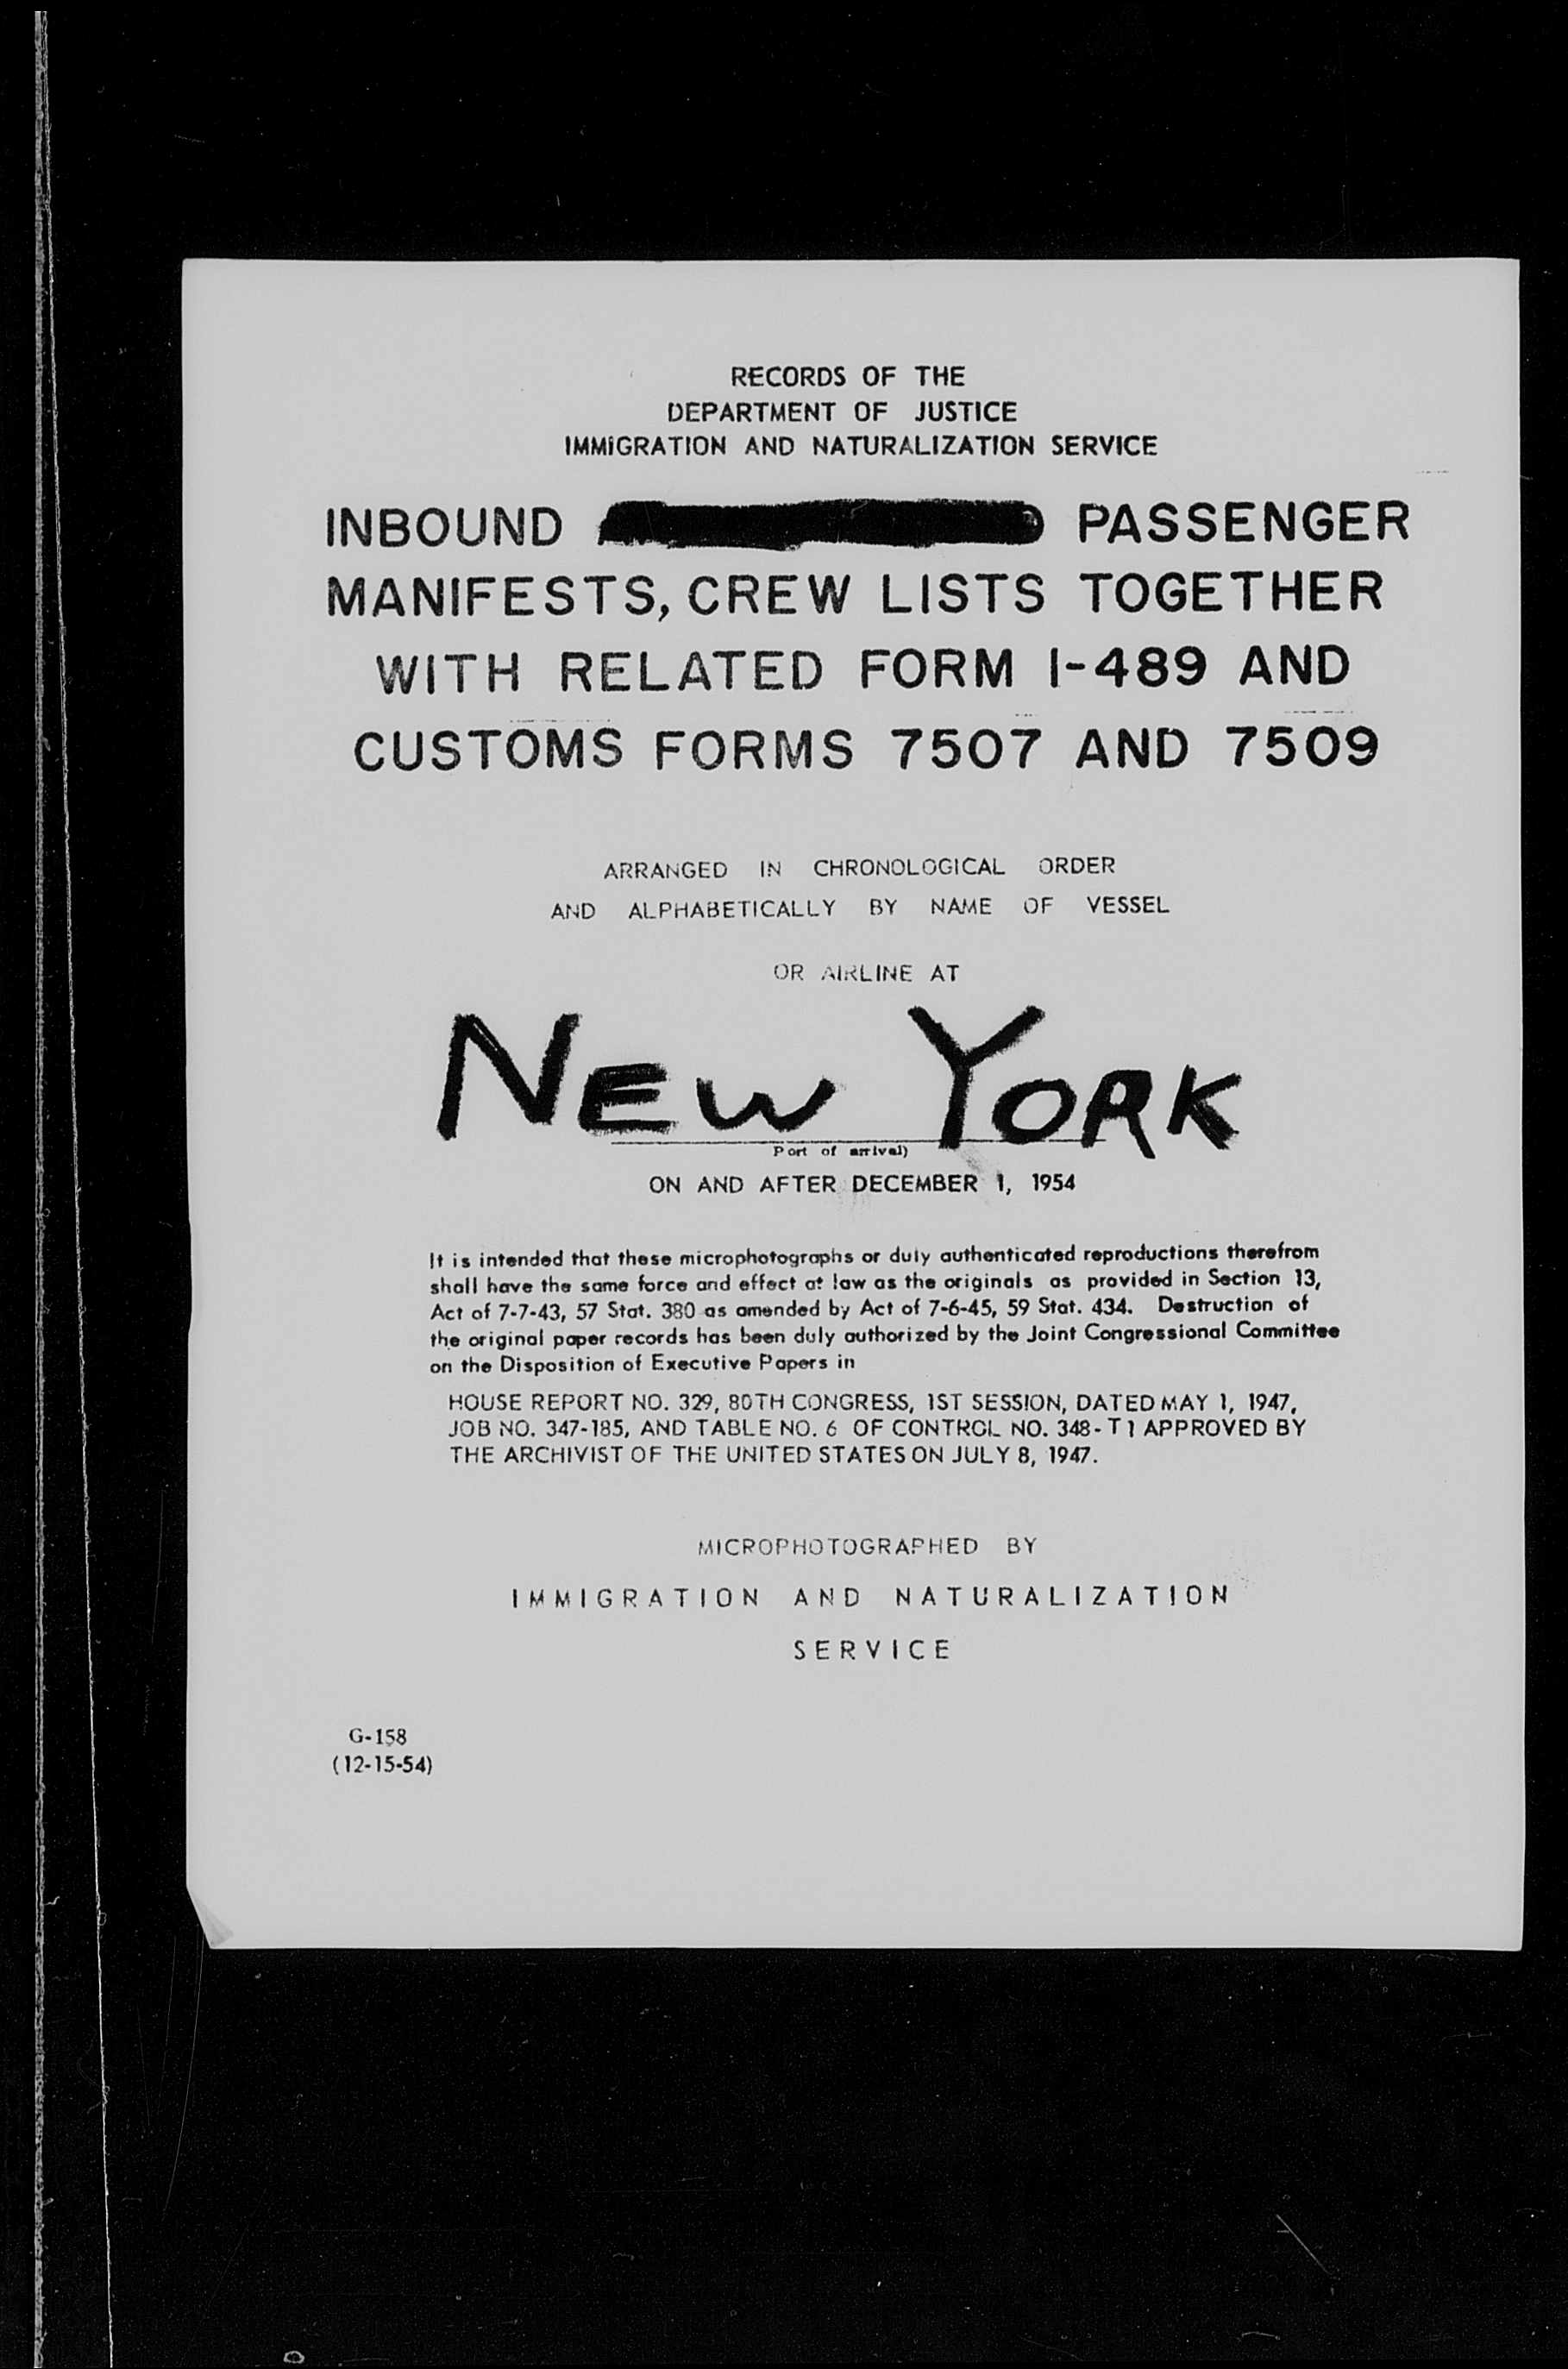 RECORDS OF THE
DEPARTMENT OF JUSTICE
IMMIGRATION AND NATURALIZATION SERVICE
INBOUND PASSENGER
MANIFESTS, CREW LISTS TOGETHER
WITH RELATED FORM I-489 AND
CUSTOMS FORMS 7507 AND 7509
ARRANGED IN CHRONOLOGICAL ORDER
AND ALPHABETICALLY BY NAME OF VESSEL
OR AIRLINE AT
NEW YORK
Port of arrival)
ON AND AFTER DECEMBER 1, 1954
It is intended that these microphotographs or duly authenticated reproductions therefrom
shall have the same force and effect at law as the originals as provided in Section 13,
Act of 7-7-43, 57 Stat. 380 as amended by Act of 7-6-45, 59 Stat. 434. Destruction of
the original paper records has been duly authorized by the Joint Congressional Committee
on the Disposition of Executive Papers in
HOUSE REPORT NO. 329, 80TH CONGRESS, 1ST SESSION, DATED MAY 1, 1947,
JOB NO. 347-185, AND TABLE NO. 6 OF CONTROL NO. 348-T1 APPROVED BY
THE ARCHIVIST OF THE UNITED STATES ON JULY 8, 1947.
MICROPHOTOGRAPHED BY
IMMIGRATION AND NATURALIZATION
SERVICE
G-158
(12-15-54)